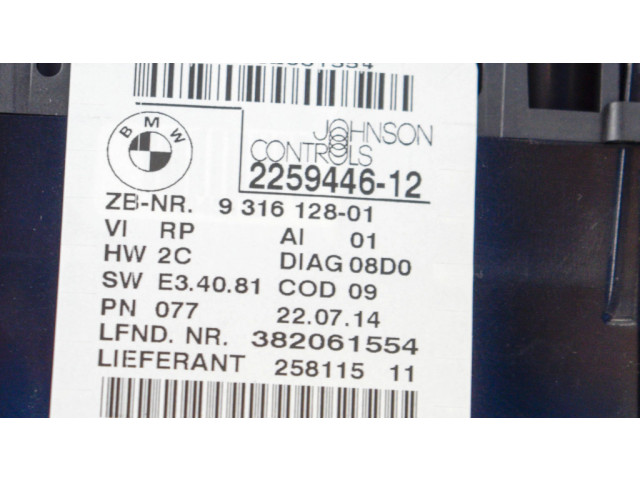 BMW
JOHNSON
CONTROLS
2259446-12
ZB-NR. 9 316 128-01
VI RP AI 01
HW 2C DIAG 08D0
SW E3.40.81 COD 09
PN 077 22.07.14
LFND. NR. 382061554
LIEFERANT 258115 11